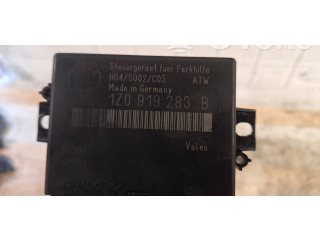 Steuergeraet fuer Parkhilfe
H04/S002/C05 ATW
Made in Germany
1Z0 919 283 B
Valeo